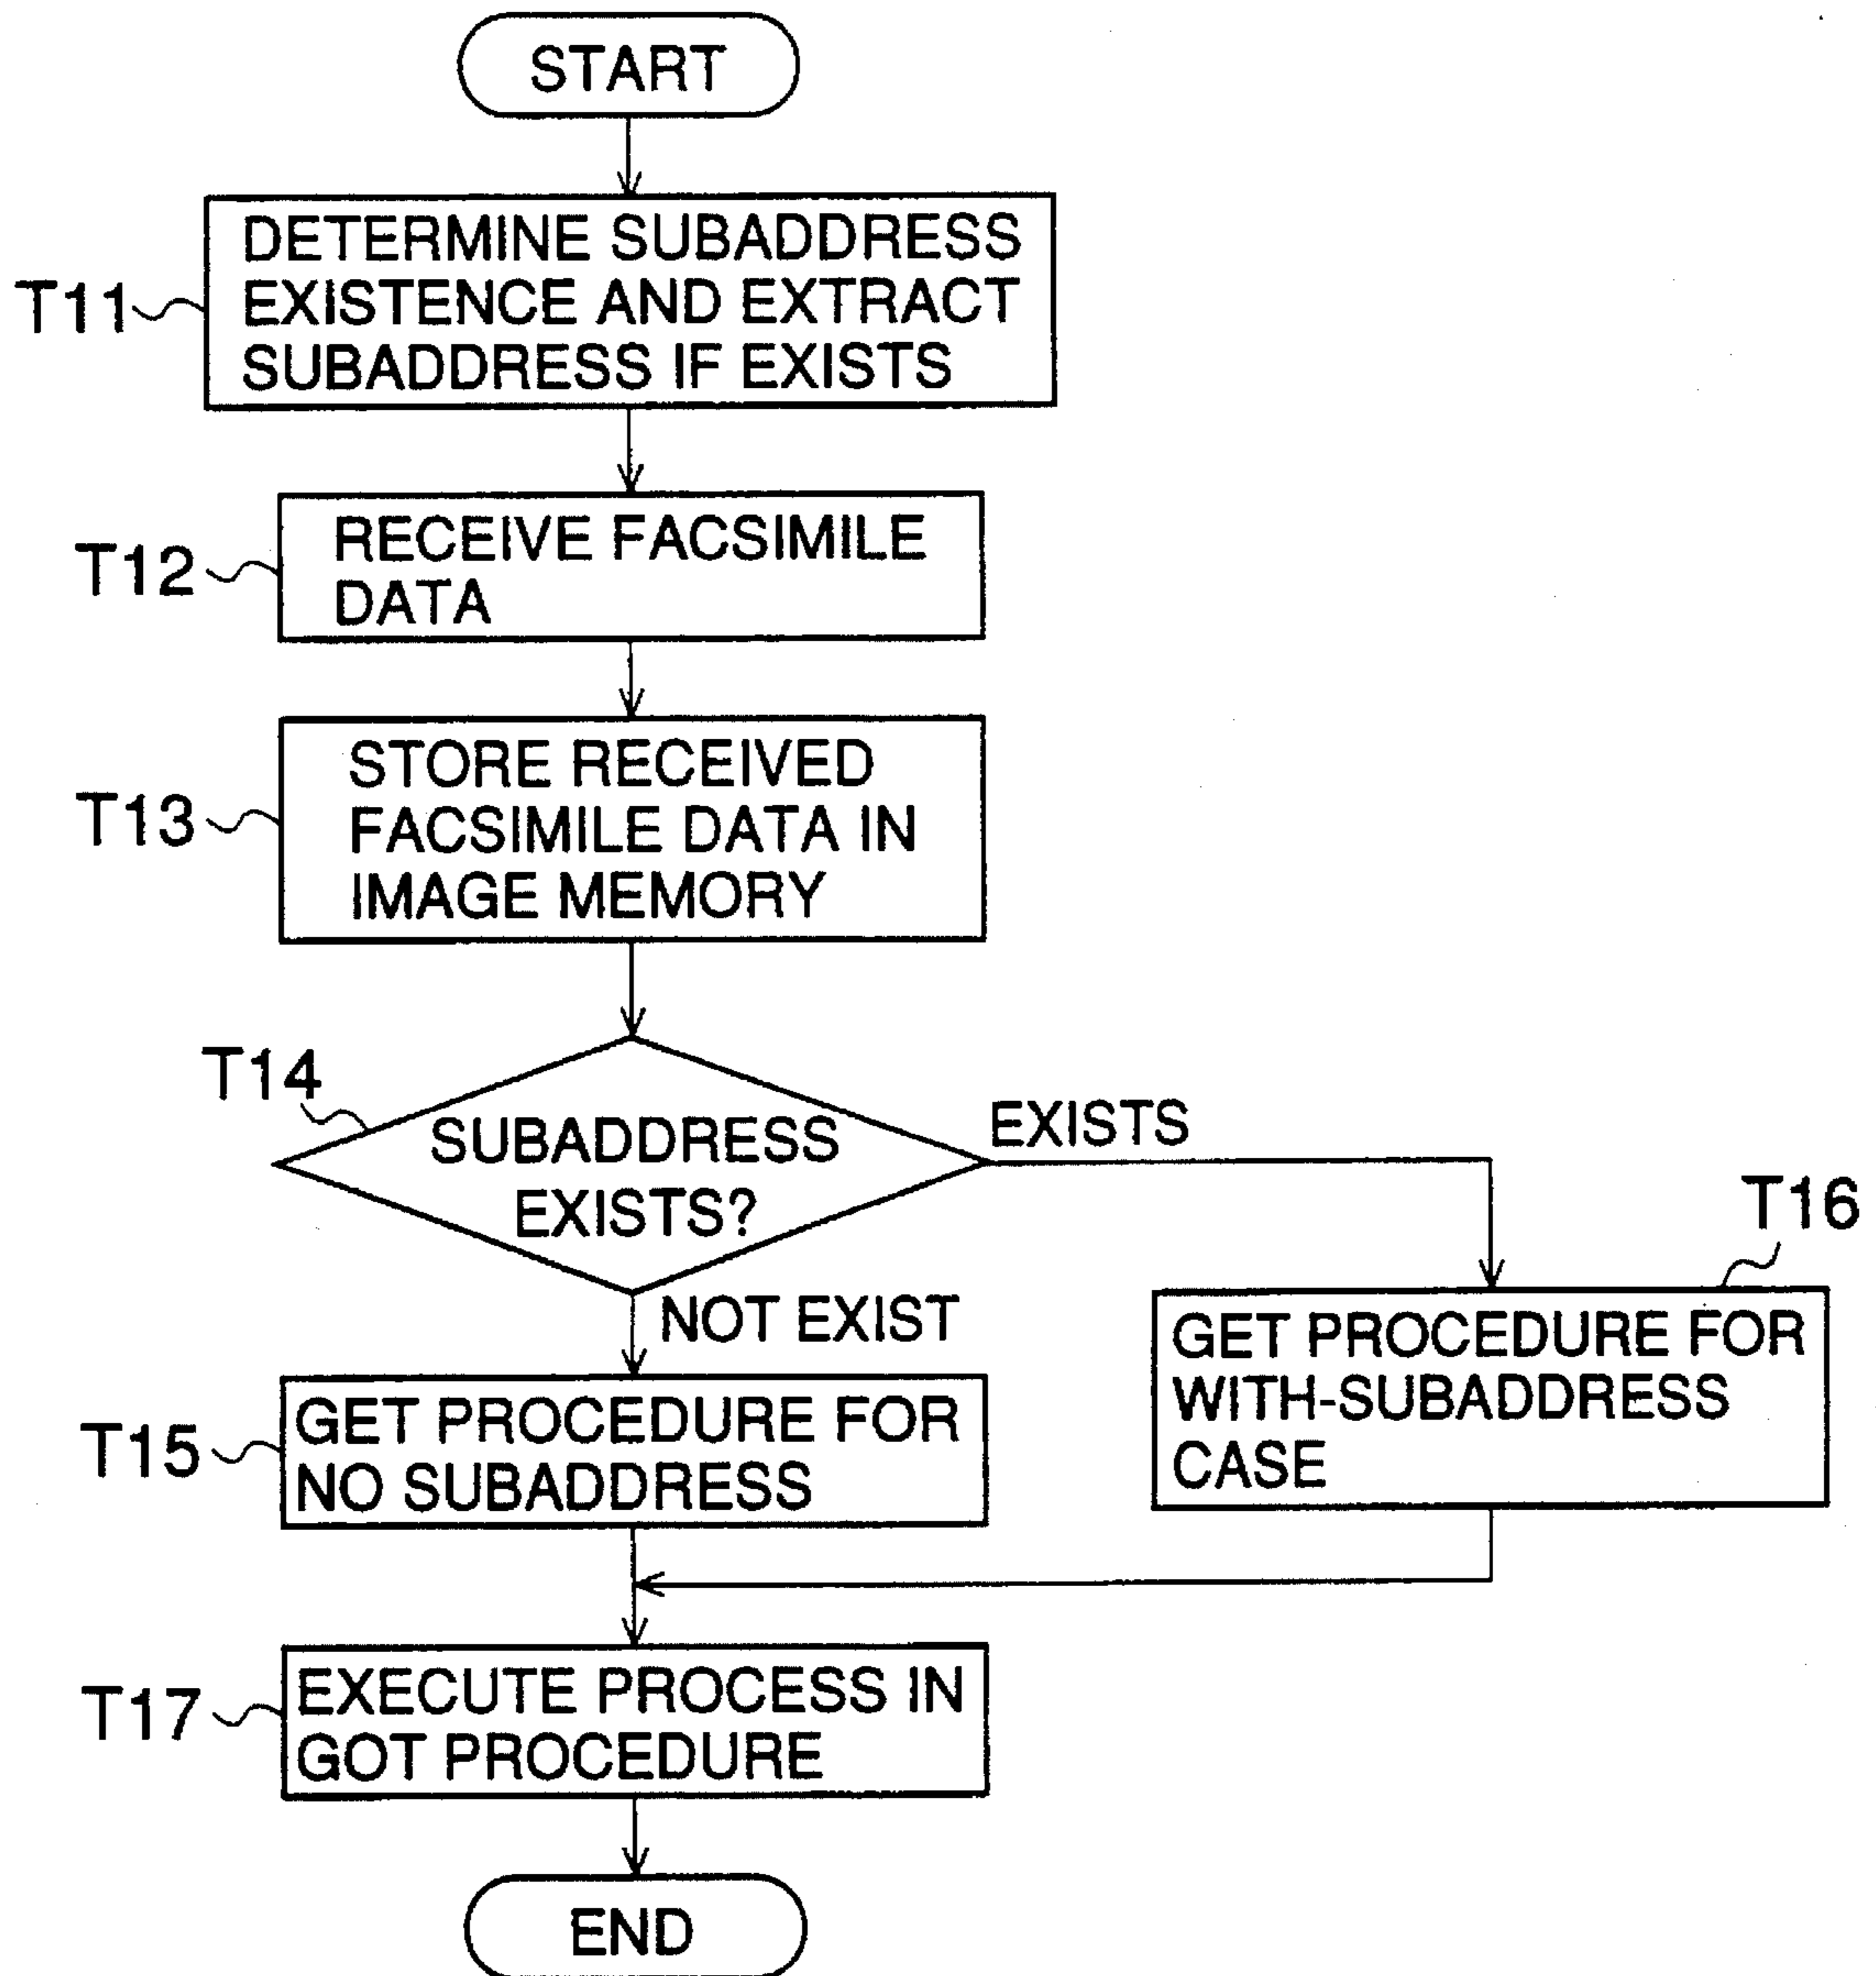 START
T11
DETERMINE SUBADDRESS
EXISTENCE AND EXTRACT
SUBADDRESS IF EXISTS
T12
RECEIVE FACSIMILE
DATA
T13
STORE RECEIVED
FACSIMILE DATA IN
IMAGE MEMORY
T14
SUBADDRESS
EXISTS?
EXISTS
NOT EXIST
T16
GET PROCEDURE FOR
WITH-SUBADDRESS
CASE
T15
GET PROCEDURE FOR
NO SUBADDRESS
T17
EXECUTE PROCESS IN
GOT PROCEDURE
END